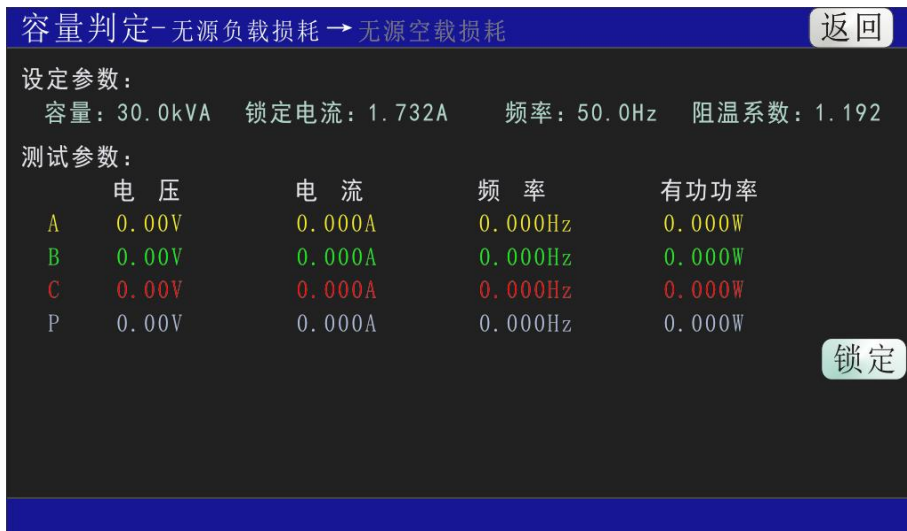 容量判定-无源负载损耗→无源空载损耗 返回
设定参数:
容量: 30.0kVA 锁定电流: 1.732A 频率: 50.0Hz 阻温系数: 1.192
测试参数:
电 压 电 流 频 率 有功功率
A 0.00V 0.000A 0.000Hz 0.000W
B 0.00V 0.000A 0.000Hz 0.000W
C 0.00V 0.000A 0.000Hz 0.000W
P 0.00V 0.000A 0.000Hz 0.000W
锁定